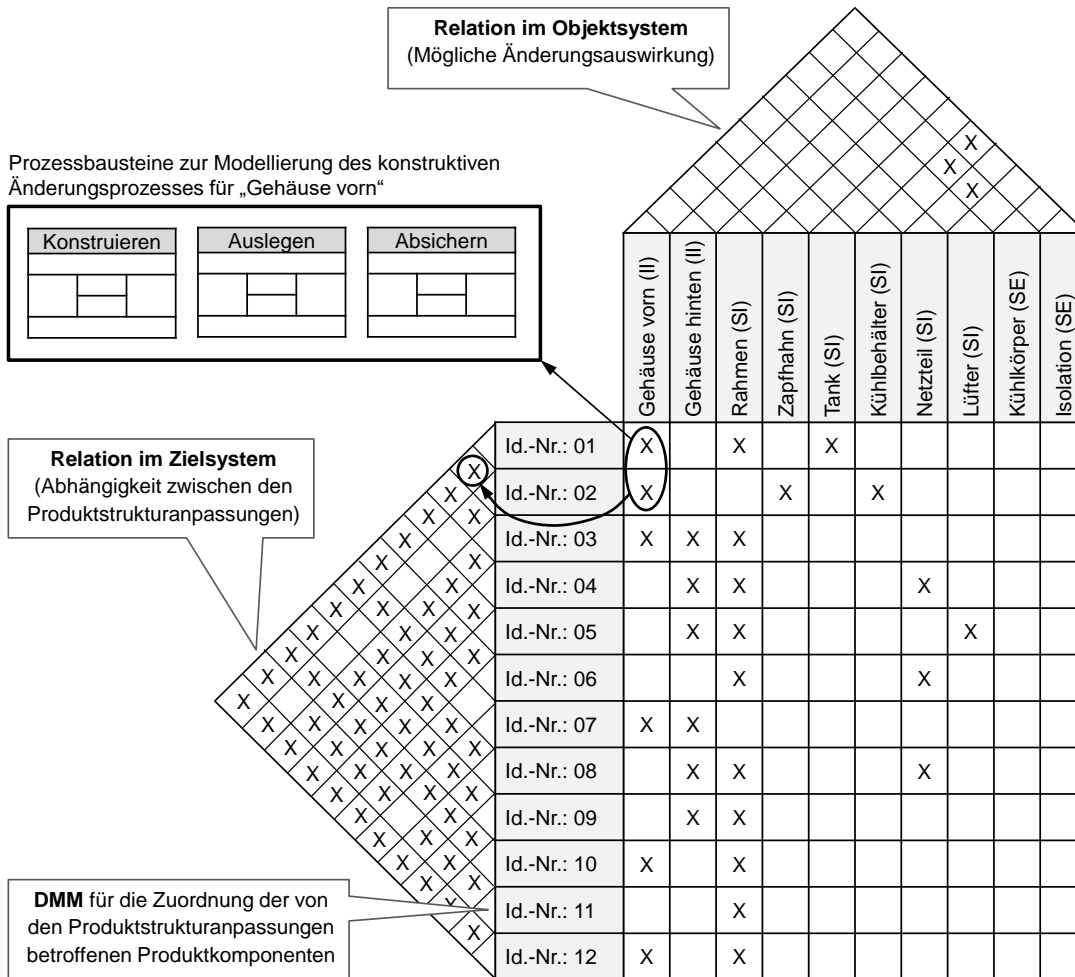 Relation im Objektsystem
(Mögliche Änderungsauswirkung)
X
X
X
Prozessbausteine zur Modellierung des konstruktiven
Änderungsprozesses für „Gehäuse vorn“
Konstruieren Auslegen Absichern
Gehäuse vorn (II)
Gehäuse hinten (II)
Rahmen (SI)
Zapfhahn (SI)
Tank (SI)
Kühlbehälter (SI)
Netzteil (SI)
Lüfter (SI)
Kühlkörper (SE)
Isolation (SE)
Relation im Zielsystem
(Abhängigkeit zwischen den
Produktstrukturanpassungen)
Id.-Nr.: 01 X X X
Id.-Nr.: 02 X X X
Id.-Nr.: 03 X X X
Id.-Nr.: 04 X X X
Id.-Nr.: 05 X X X
Id.-Nr.: 06 X X
Id.-Nr.: 07 X X
Id.-Nr.: 08 X X X
Id.-Nr.: 09 X X
Id.-Nr.: 10 X X
Id.-Nr.: 11 X
Id.-Nr.: 12 X X
DMM für die Zuordnung der von
den Produktstrukturanpassungen
betroffenen Produktkomponenten